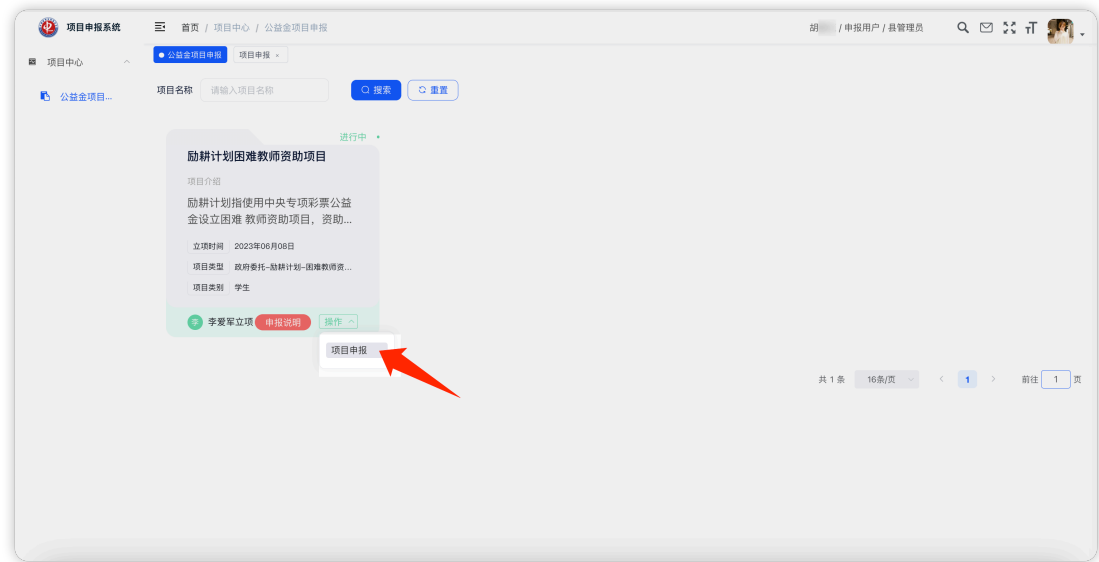 项目申报系统
首页 / 项目中心 / 公益金项目申报
胡 / 申报用户 / 县管理员
项目中心
公益金项目申报
项目申报 ×
公益金项目...
项目名称 请输入项目名称 搜索 重置
进行中
励耕计划困难教师资助项目
项目介绍
励耕计划指使用中央专项彩票公益
金设立困难 教师资助项目，资助...
立项时间 2023年06月08日
项目类型 政府委托-励耕计划-困难教师资...
项目类别 学生
李 李爱军立项 申报说明 操作
项目申报
共 1 条 16条/页 < 1 > 前往 1 页